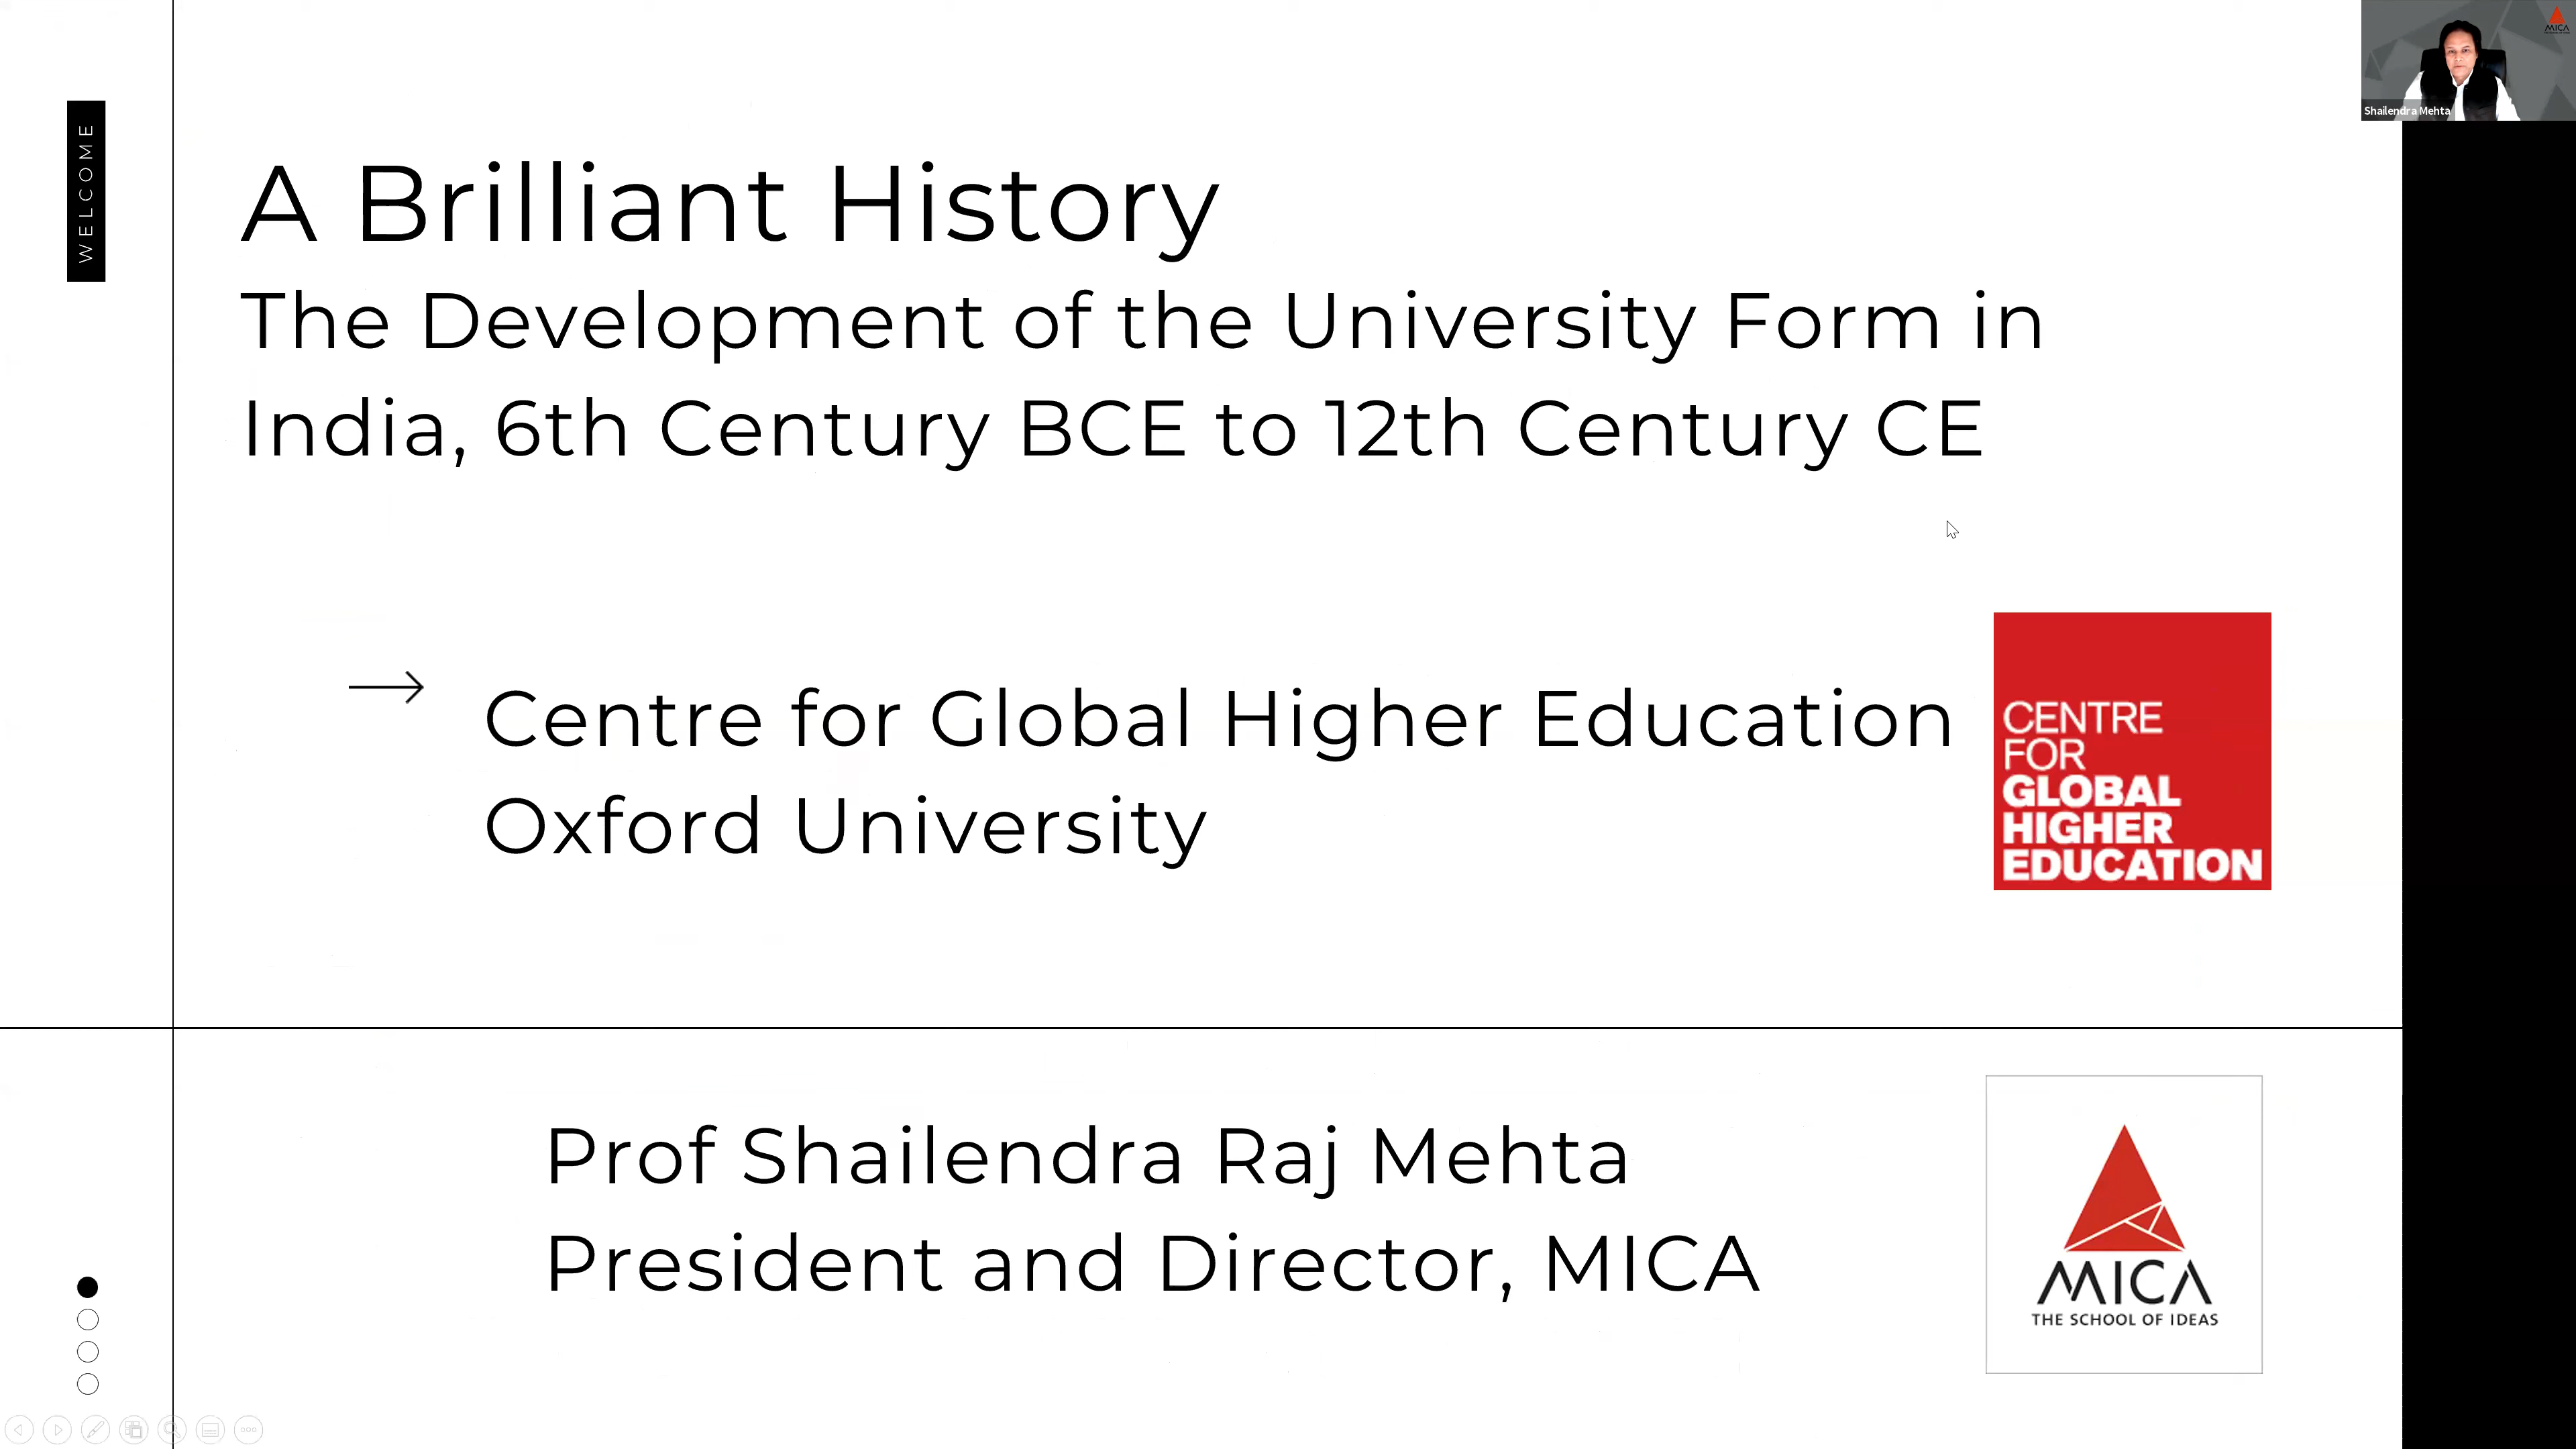 MICA
Shailendra Mehta
WELCOME
A Brilliant History
The Development of the University Form in
India, 6th Century BCE to 12th Century CE
Centre for Global Higher Education
Oxford University
CENTRE
FOR
GLOBAL
HIGHER
EDUCATION
Prof Shailendra Raj Mehta
President and Director, MICA
MICA
THE SCHOOL OF IDEAS